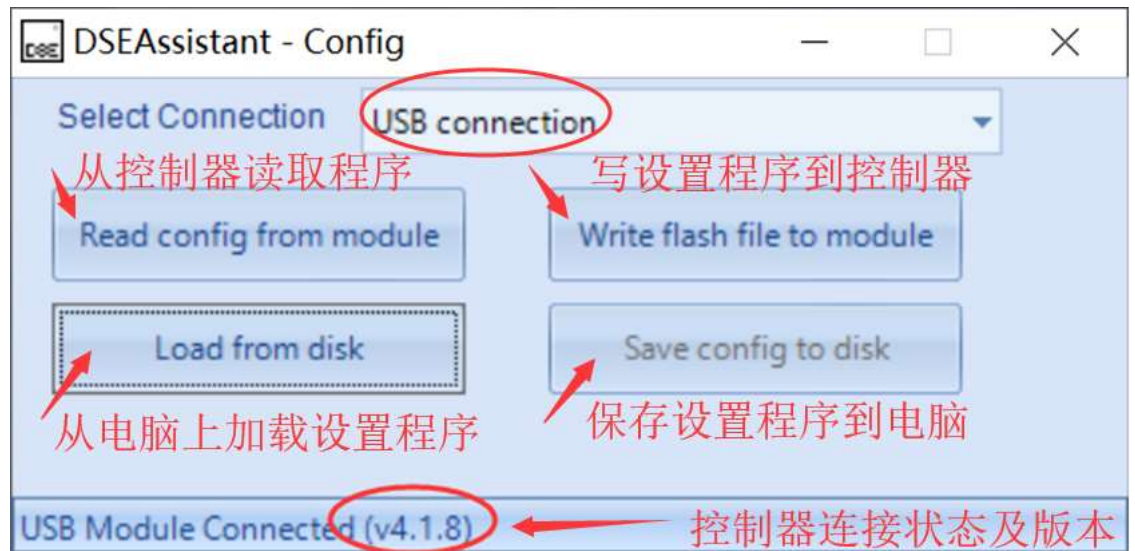 DSE DSEAssistant - Config
Select Connection USB connection
从控制器读取程序 写设置程序到控制器
Read config from module Write flash file to module
Load from disk Save config to disk
从电脑上加载设置程序 保存设置程序到电脑
USB Module Connected (v4.1.8) 控制器连接状态及版本